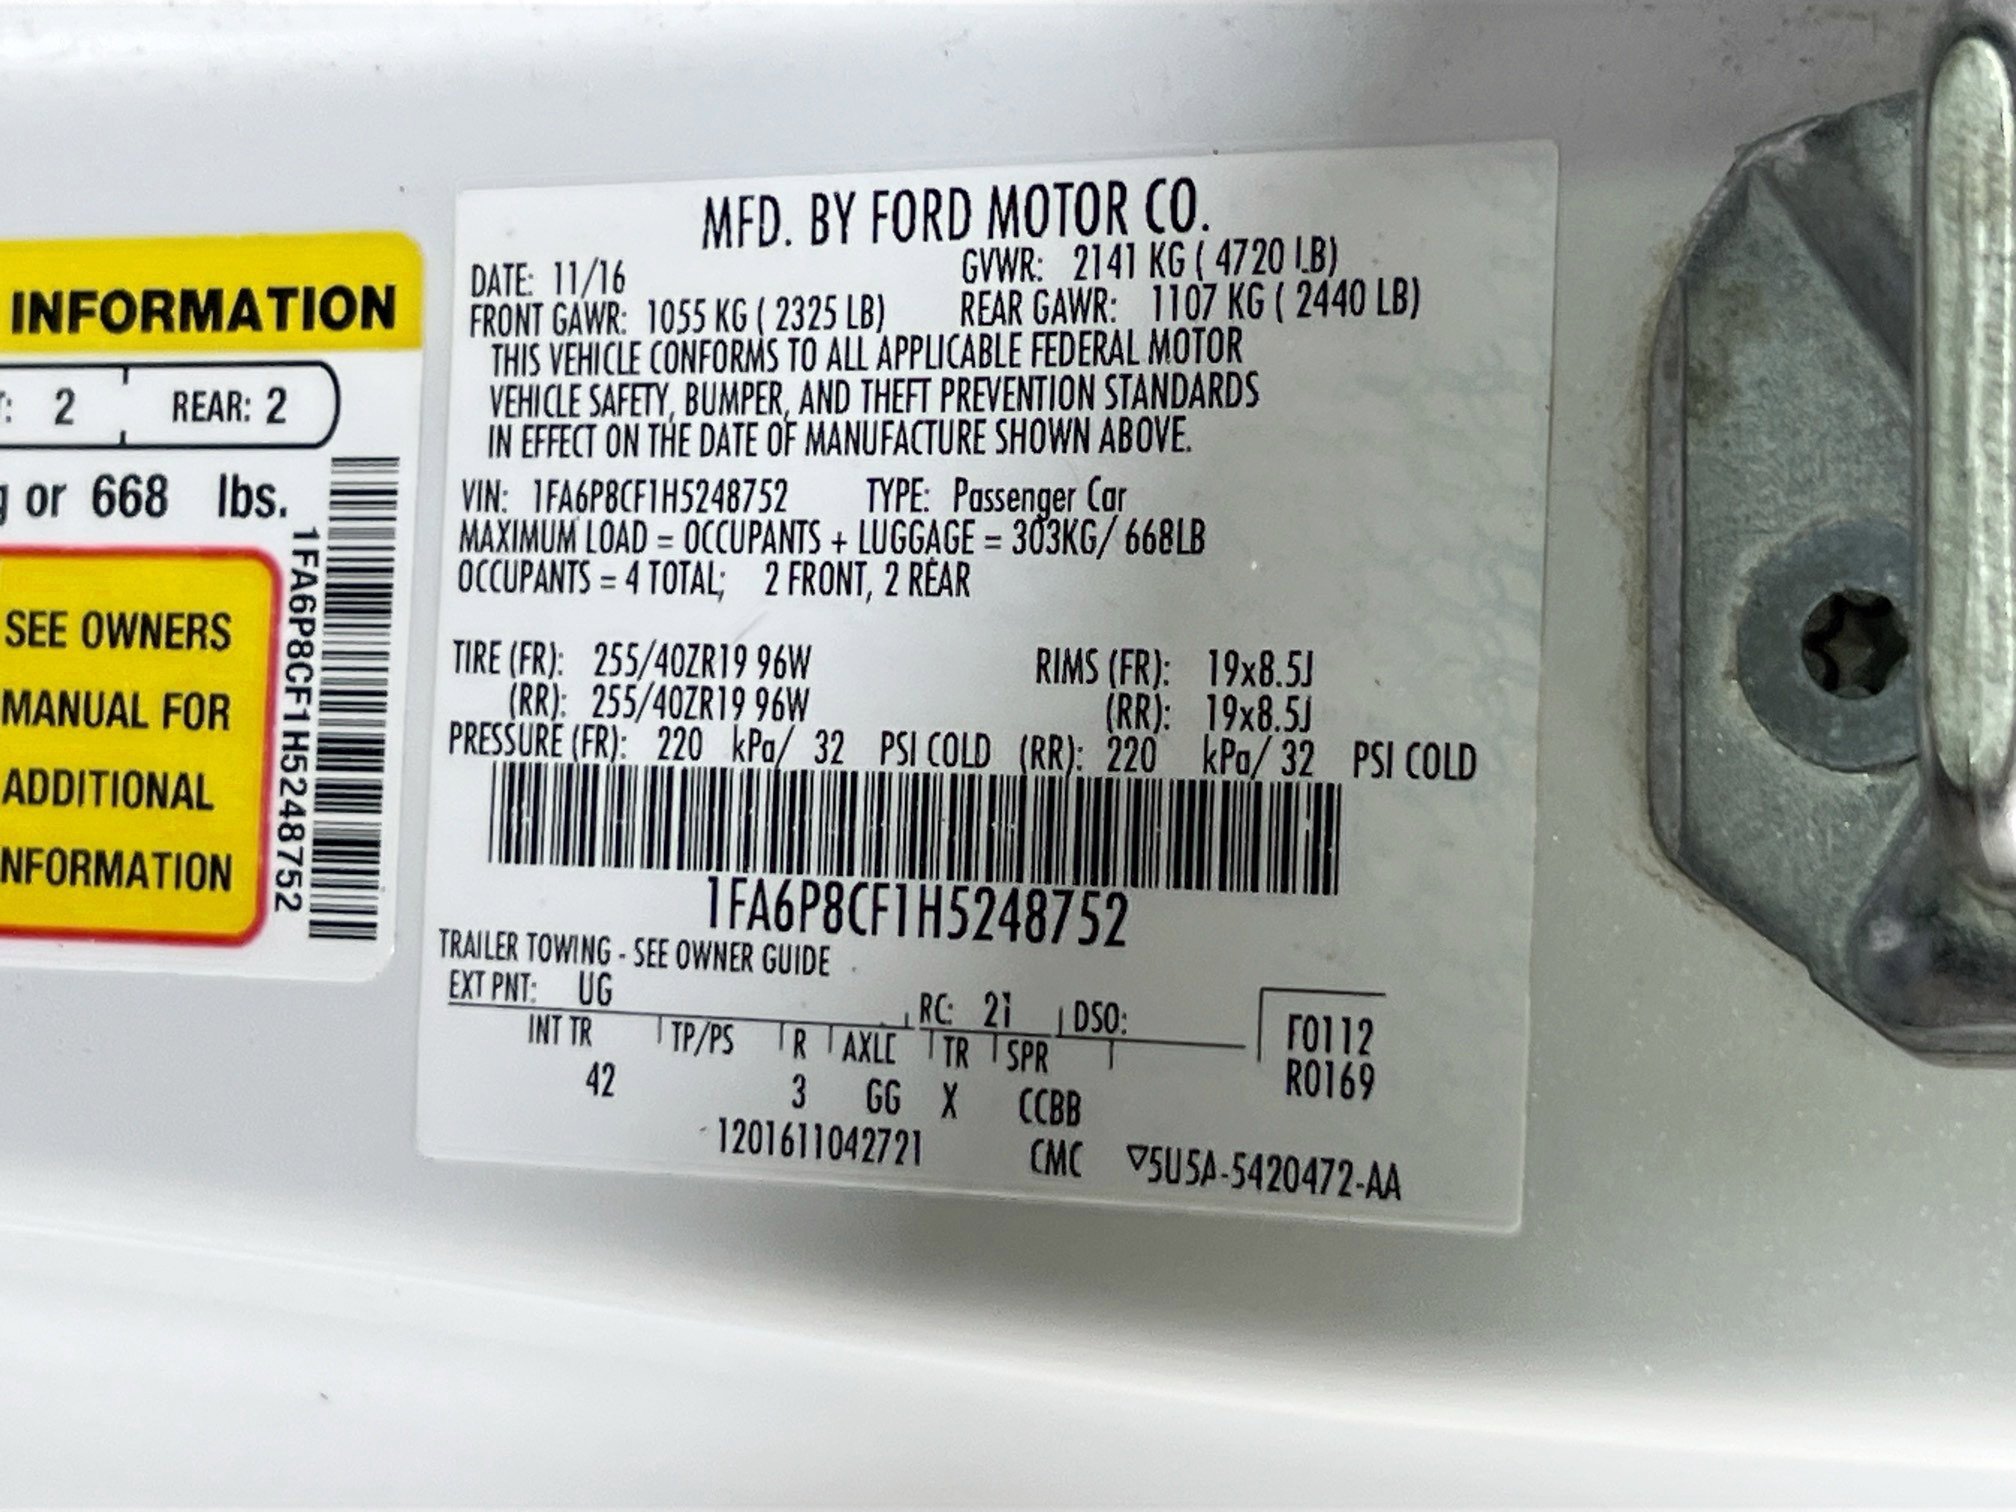 INFORMATION
: 2 REAR: 2
or 668 lbs.
SEE OWNERS
MANUAL FOR
ADDITIONAL
NFORMATION
1FA6P8CF1H5248752
MFD. BY FORD MOTOR CO.
DATE: 11/16 GVWR: 2141 KG ( 4720 LB)
FRONT GAWR: 1055 KG ( 2325 LB) REAR GAWR: 1107 KG ( 2440 LB)
THIS VEHICLE CONFORMS TO ALL APPLICABLE FEDERAL MOTOR
VEHICLE SAFETY, BUMPER, AND THEFT PREVENTION STANDARDS
IN EFFECT ON THE DATE OF MANUFACTURE SHOWN ABOVE.
VIN: 1FA6P8CF1H5248752 TYPE: Passenger Car
MAXIMUM LOAD = OCCUPANTS + LUGGAGE = 303KG/ 668LB
OCCUPANTS = 4 TOTAL; 2 FRONT, 2 REAR
TIRE (FR): 255/40ZR19 96W RIMS (FR): 19x8.5J
(RR): 255/40ZR19 96W (RR): 19x8.5J
PRESSURE (FR): 220 kPa/ 32 PSI COLD (RR): 220 kPa/ 32 PSI COLD
1FA6P8CF1H5248752
TRAILER TOWING - SEE OWNER GUIDE
EXT PNT: UG RC: 21 DSO:
INT TR TP/PS R AXLE TR SPR F0112
42 3 GG X CCBB R0169
1201611042721 CMC ▽5U5A-5420472-AA